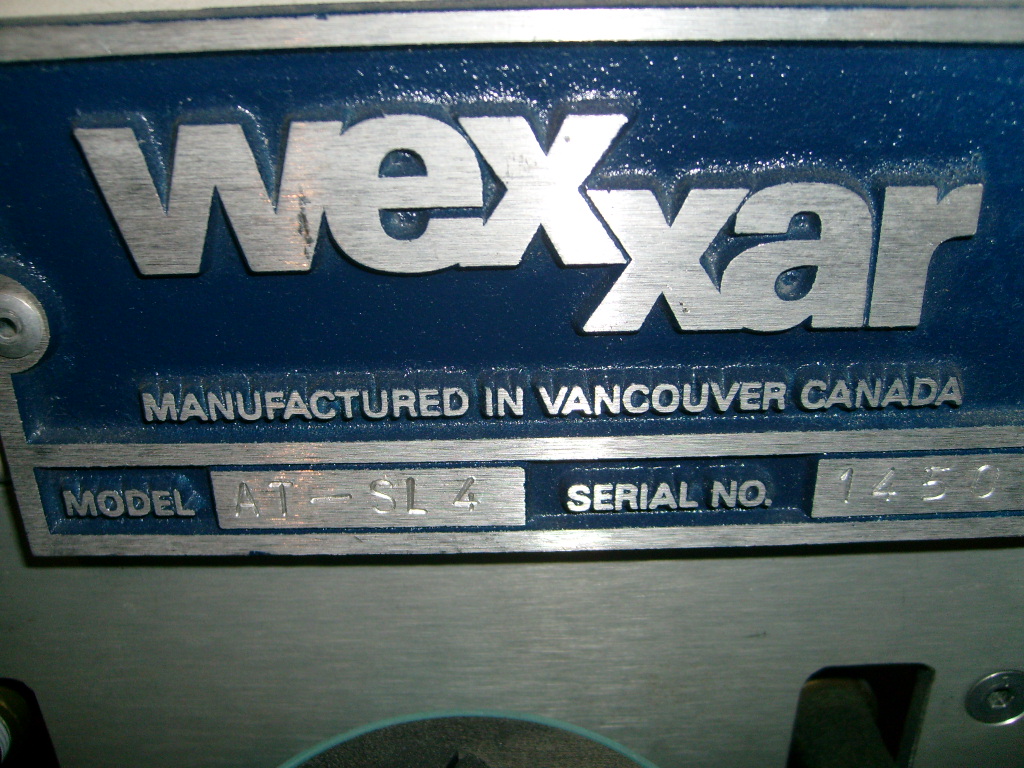 wexxar
MANUFACTURED IN VANCOUVER CANADA
MODEL AT-SL4 SERIAL NO. 1450